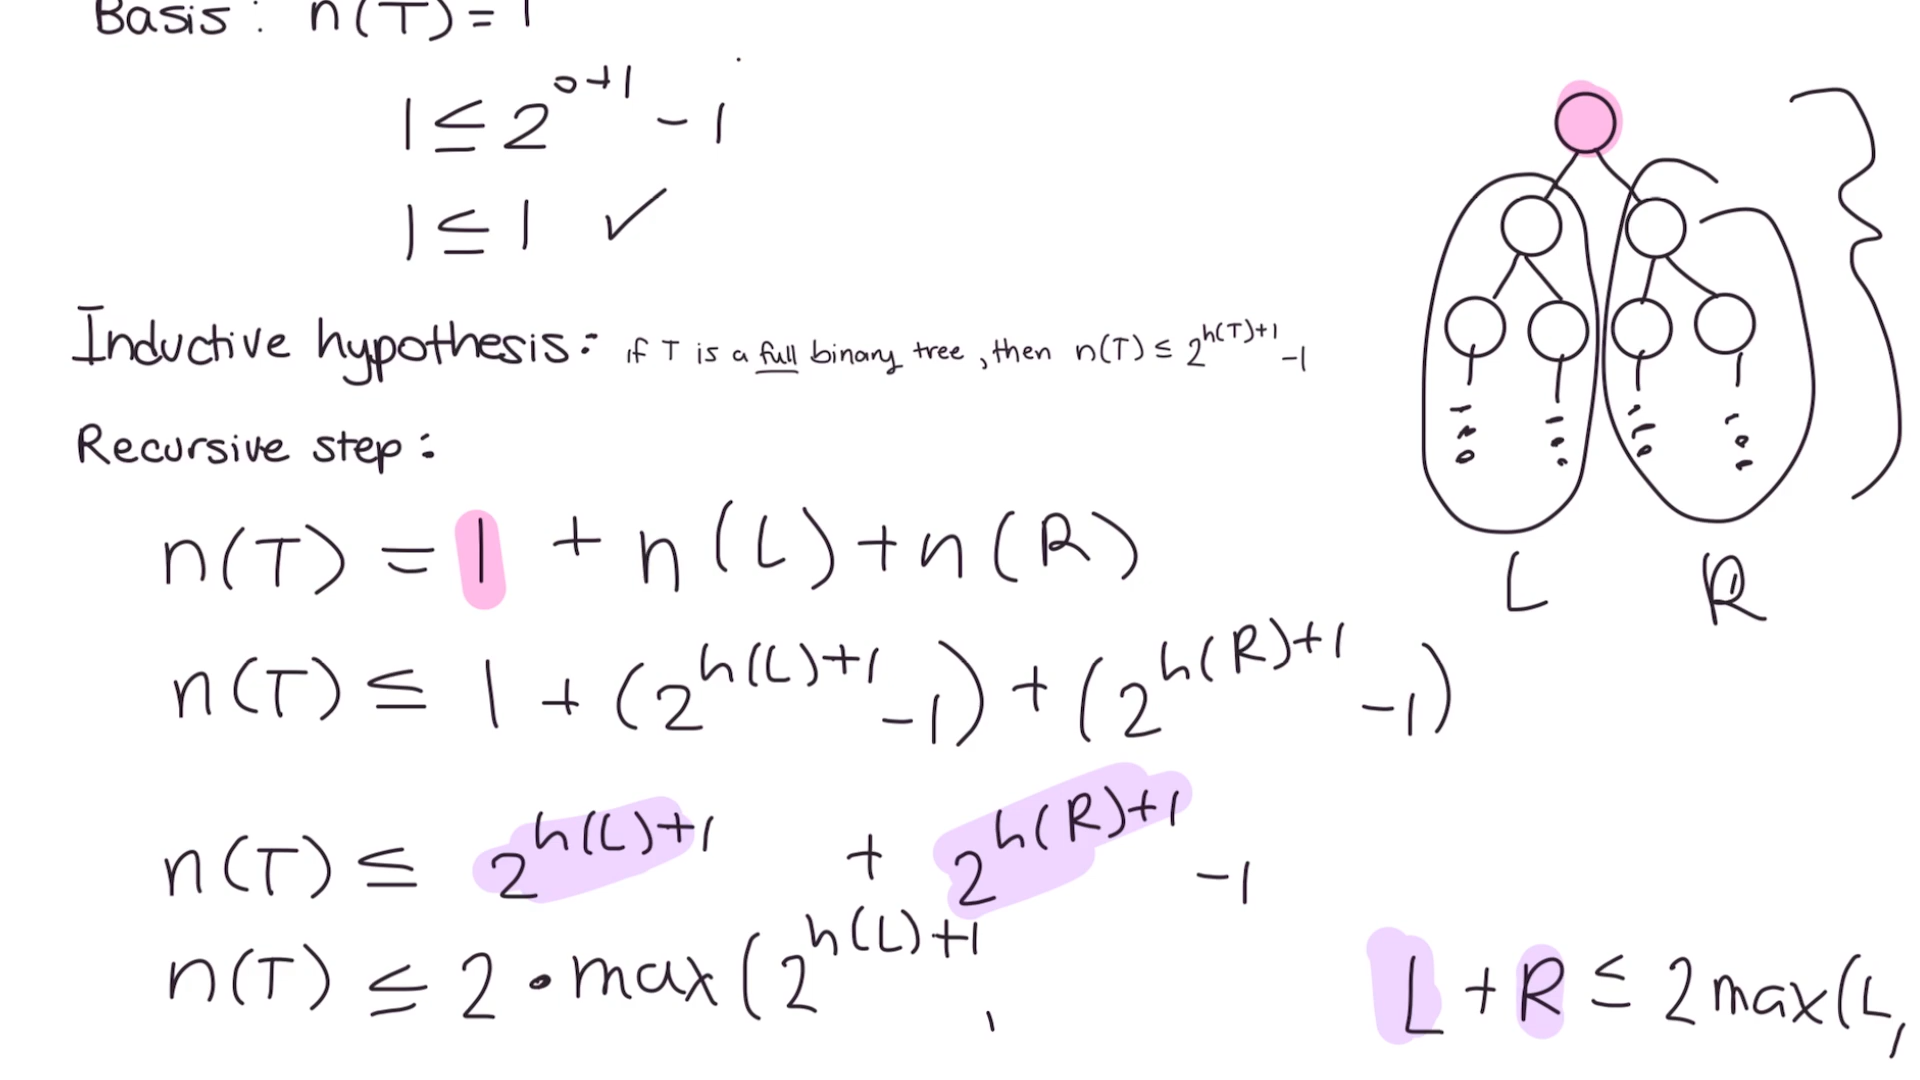 Basis: n(T) = 1
1 ≤ 2^{0+1} - 1
1 ≤ 1 ✓
Inductive hypothesis: if T is a full binary tree, then n(T) ≤ 2^{h(T)+1} - 1
Recursive step:
n(T) = 1 + n(L) + n(R)
L R
n(T) ≤ 1 + (2^{h(L)+1} - 1) + (2^{h(R)+1} - 1)
n(T) ≤ 2^{h(L)+1} + 2^{h(R)+1} - 1
n(T) ≤ 2 • max(2^{h(L)+1},
L + R ≤ 2 max(L,